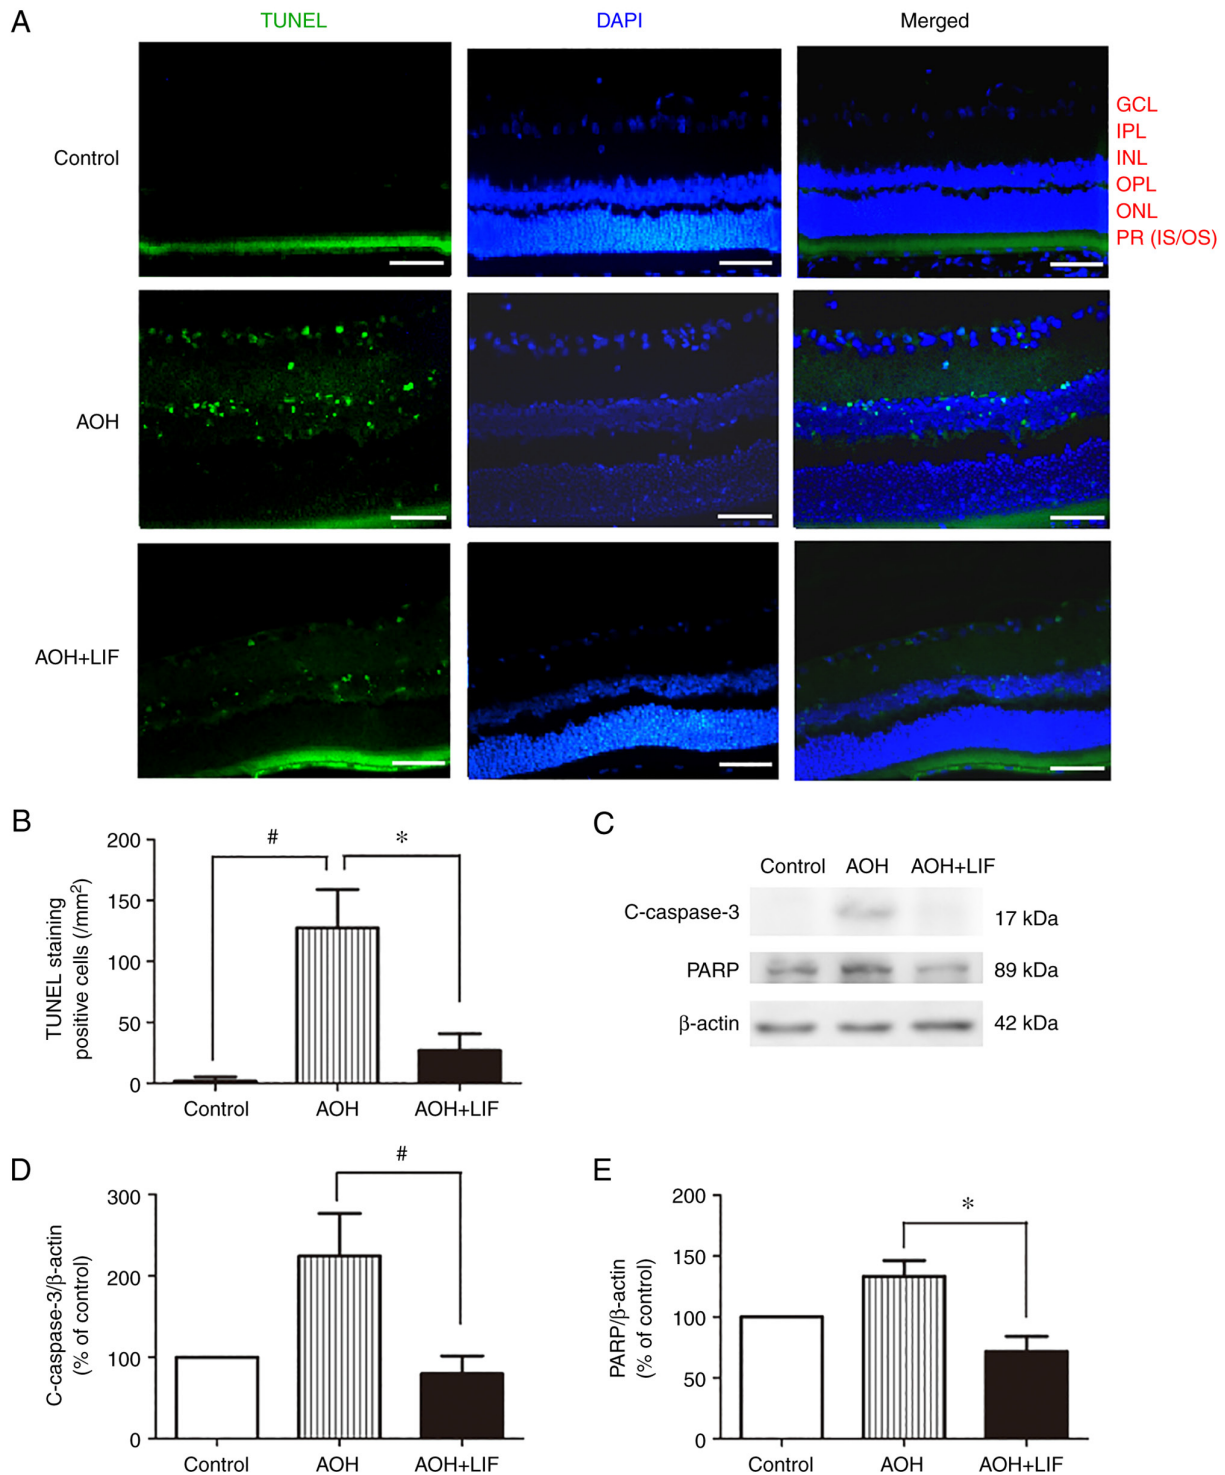 A
TUNEL
DAPI
Merged
Control
GCL
IPL
INL
OPL
ONL
PR (IS/OS)
AOH
AOH+LIF
B
TUNEL staining
positive cells (/mm²)
200
150
100
50
0
#
*
Control
AOH
AOH+LIF
C
Control
AOH
AOH+LIF
C-caspase-3
17 kDa
PARP
89 kDa
β-actin
42 kDa
D
C-caspase-3/β-actin
(% of control)
300
200
100
0
#
Control
AOH
AOH+LIF
E
PARP/β-actin
(% of control)
200
150
100
50
0
*
Control
AOH
AOH+LIF